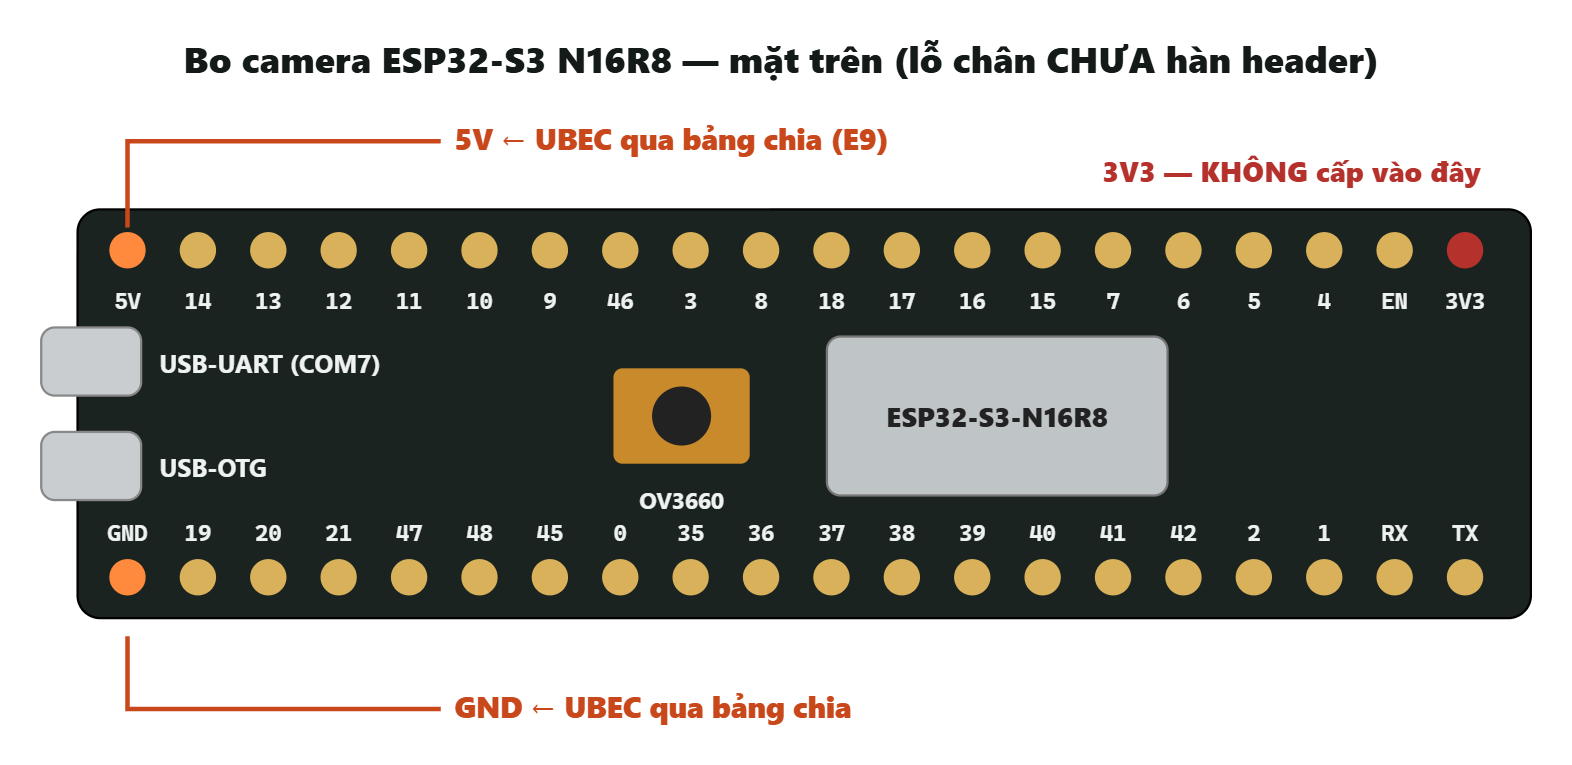 Bo camera ESP32-S3 N16R8 — mặt trên (lỗ chân CHƯA hàn header)
5V ← UBEC qua bảng chia (E9)
3V3 — KHÔNG cấp vào đây
5V 14 13 12 11 10 9 46 3 8 18 17 16 15 7 6 5 4 EN 3V3
USB-UART (COM7)
ESP32-S3-N16R8
USB-OTG
OV3660
GND 19 20 21 47 48 45 0 35 36 37 38 39 40 41 42 2 1 RX TX
GND ← UBEC qua bảng chia